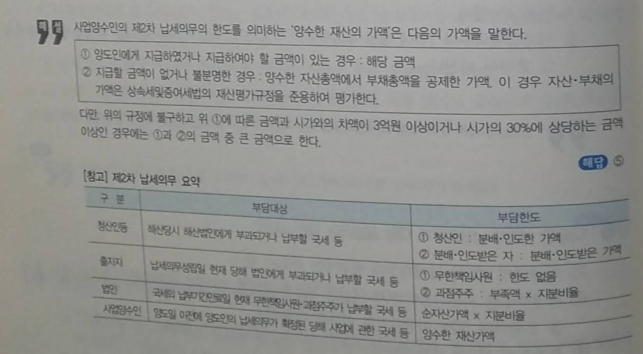 해설
사업양수인의 제2차 납세의무의 한도를 의미하는 '양수한 재산의 가액'은 다음의 가액을 말한다.
① 양도인에게 지급하였거나 지급하여야 할 금액이 있는 경우 : 해당 금액
② 지급할 금액이 없거나 불분명한 경우 : 양수한 자산총액에서 부채총액을 공제한 가액. 이 경우 자산·부채의
가액은 상속세및증여세법의 재산평가규정을 준용하여 평가한다.
다만, 위의 규정에 불구하고 위 ①에 따른 금액과 시가와의 차액이 3억원 이상이거나 시가의 30%에 상당하는 금액
이상인 경우에는 ①과 ②의 금액 중 큰 금액으로 한다.
해답 ⑤
[참고] 제2차 납세의무 요약
구 분 부담대상 부담한도
청산인등 해산당시 해산법인에게 부과되거나 납부할 국세 등 ① 청산인 : 분배·인도한 가액
② 분배·인도받은 자 : 분배·인도받은 가액
출자자 납세의무성립일 현재 당해 법인에게 부과되거나 납부할 국세 등 ① 무한책임사원 : 한도 없음
② 과점주주 : 부족액 × 지분비율
법인 국세의 납부기간만료일 현재 무한책임사원·과점주주가 납부할 국세 등 순자산가액 × 지분비율
사업양수인 양도일 이전에 양도인의 납세의무가 확정된 당해 사업에 관한 국세 등 양수한 재산가액